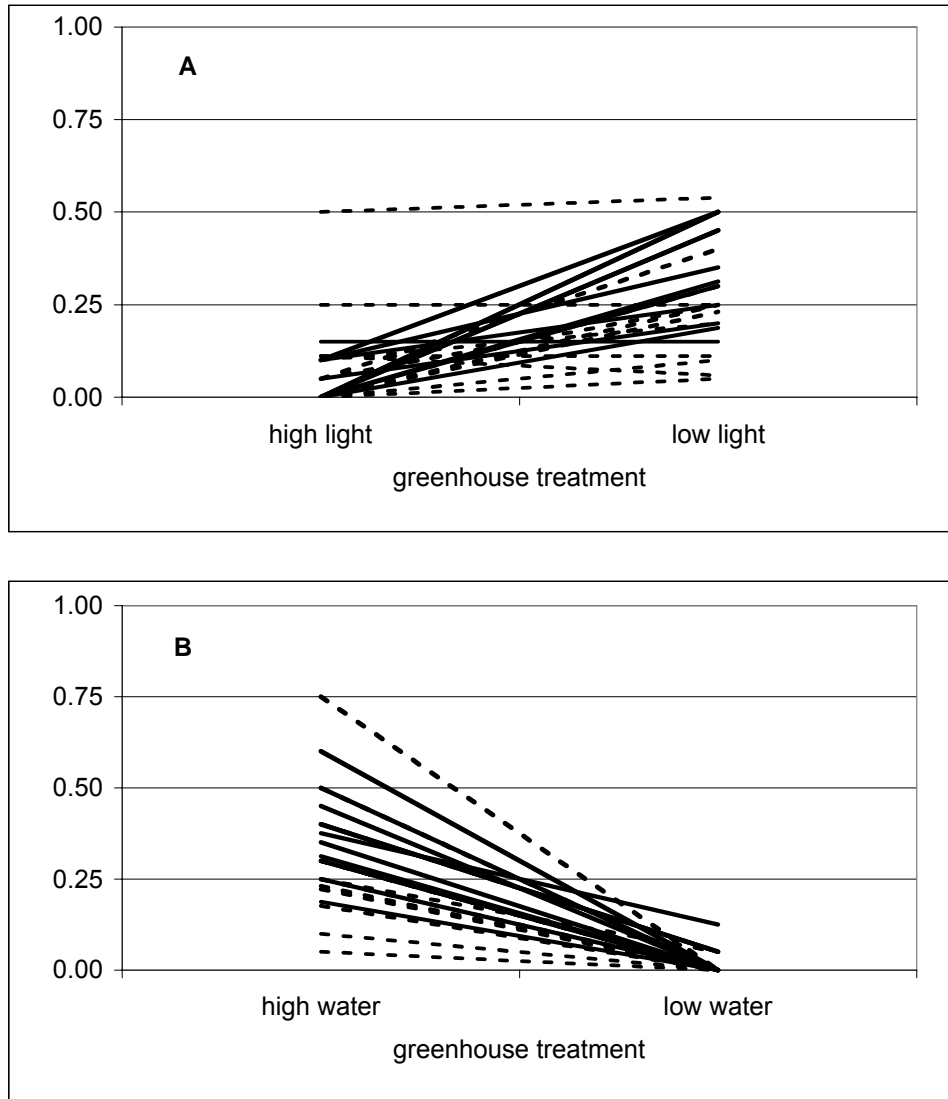 1.00
A
0.75
0.50
0.25
0.00
high light low light
greenhouse treatment
1.00
B
0.75
0.50
0.25
0.00
high water low water
greenhouse treatment